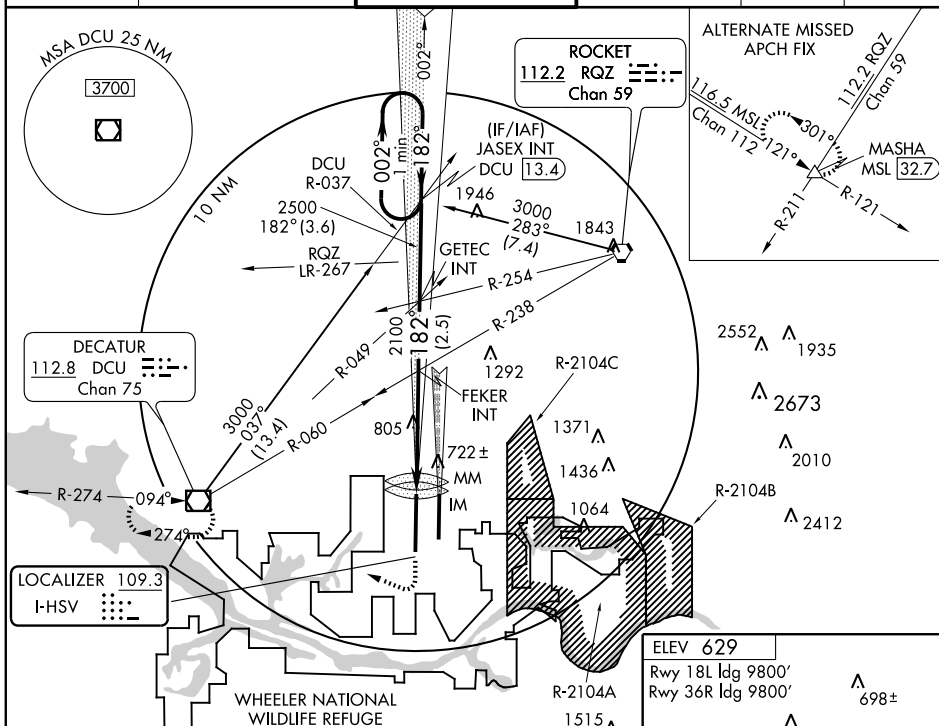 MSA DCU 25 NM
3700
ALTERNATE MISSED
APCH FIX
112.2 RQZ
Chan 59
116.5 MSL
Chan 112
301°
121°
MASHA
MSL 32.7
R-211
R-121
ROCKET
112.2 RQZ
Chan 59
002°
(IF/IAF)
JASEX INT
DCU 13.4
002°
1 min
182°
10 NM
DCU
R-037
2500
182° (3.6)
RQZ
LR-267
1946
3000
283°
(7.4)
1843
GETEC
INT
R-254
R-238
2100
182°
(2.5)
R-049
DECATUR
112.8 DCU
Chan 75
3000
037°
(13.4)
R-060
1292
FEKER
INT
R-2104C
2552
1935
2673
805
722±
1371
1436
2010
MM
IM
1064
R-2104B
2412
R-274
094°
274°
LOCALIZER 109.3
I-HSV
ELEV 629
Rwy 18L ldg 9800'
Rwy 36R ldg 9800'
698±
R-2104A
WHEELER NATIONAL
WILDLIFE REFUGE
1515